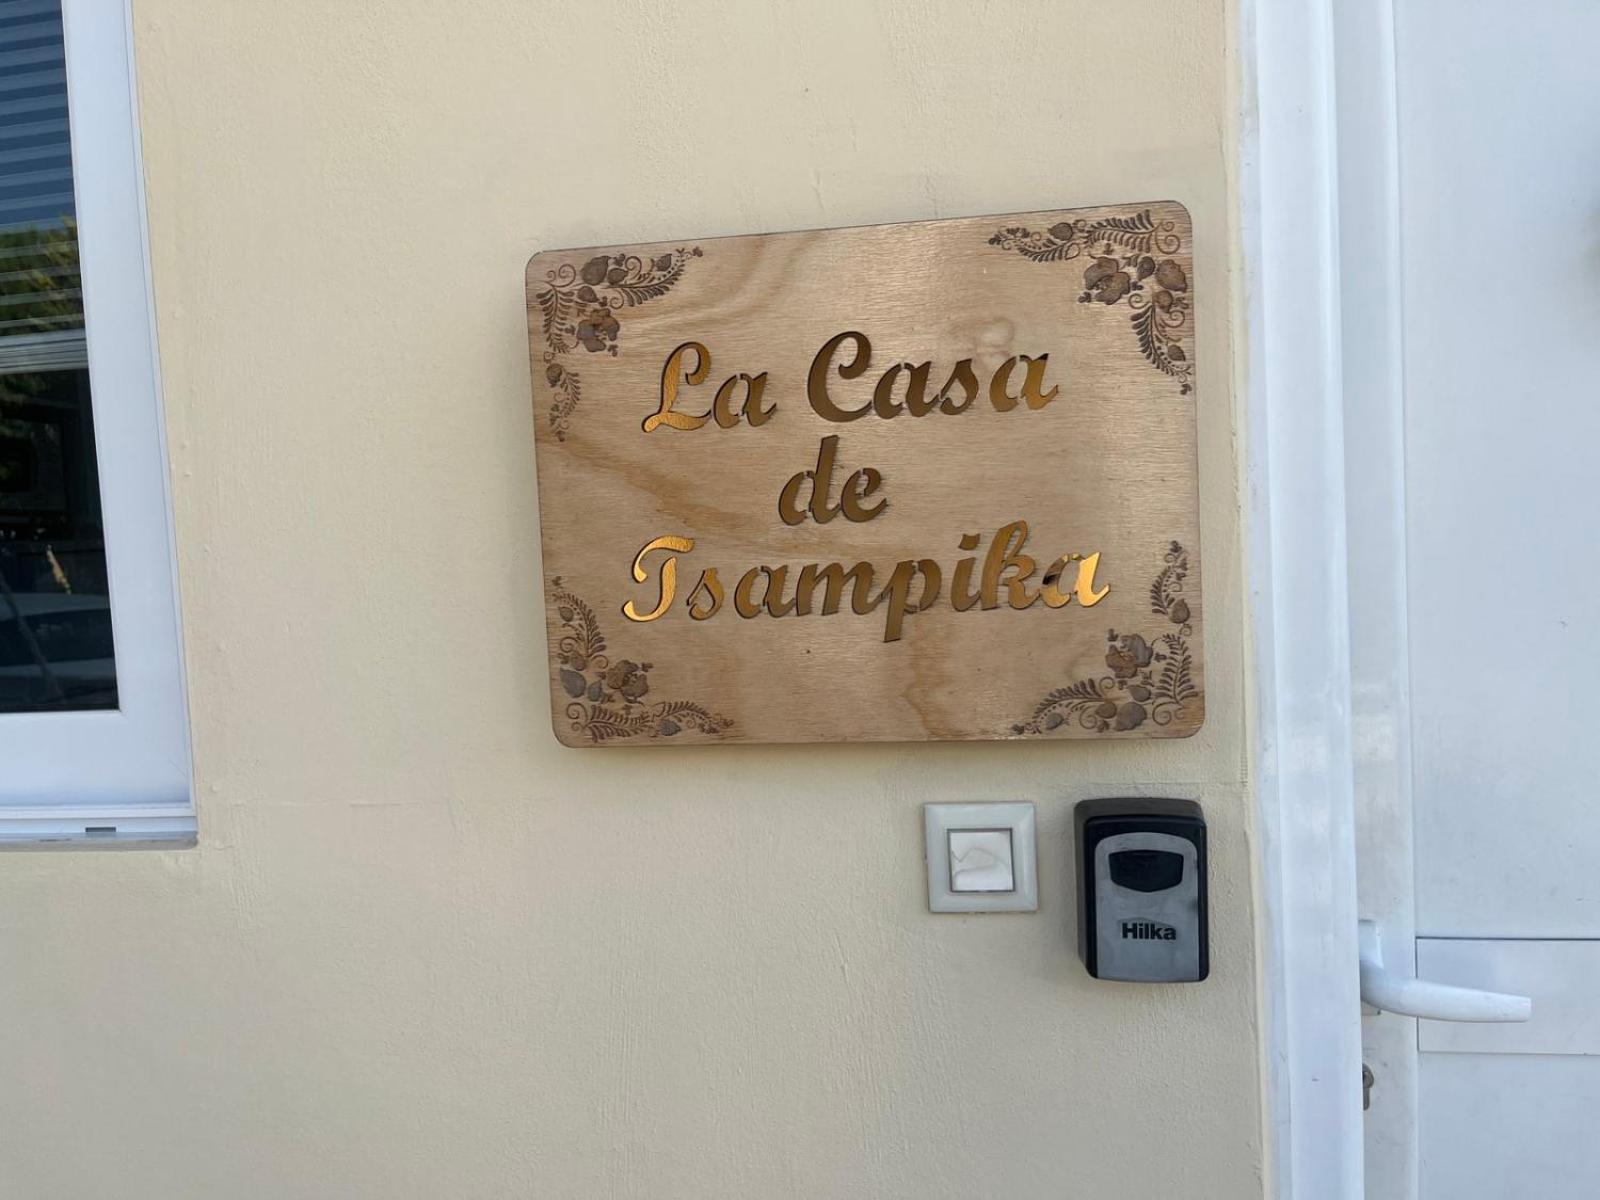 La Casa
de
Tsampika
Hilka